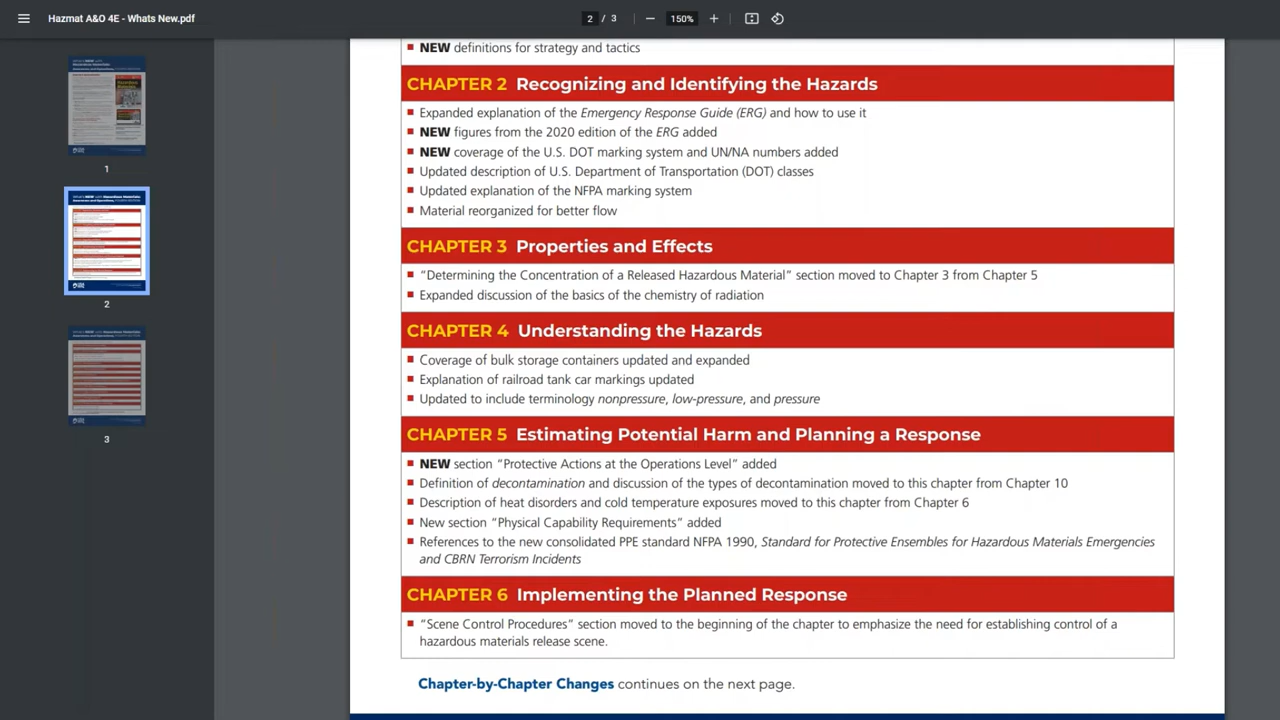 Hazmat A&O 4E - Whats New.pdf
2 / 3
150%
1
2
3
NEW definitions for strategy and tactics
CHAPTER 2 Recognizing and Identifying the Hazards
Expanded explanation of the Emergency Response Guide (ERG) and how to use it
NEW figures from the 2020 edition of the ERG added
NEW coverage of the U.S. DOT marking system and UN/NA numbers added
Updated description of U.S. Department of Transportation (DOT) classes
Updated explanation of the NFPA marking system
Material reorganized for better flow
CHAPTER 3 Properties and Effects
“Determining the Concentration of a Released Hazardous Material” section moved to Chapter 3 from Chapter 5
Expanded discussion of the basics of the chemistry of radiation
CHAPTER 4 Understanding the Hazards
Coverage of bulk storage containers updated and expanded
Explanation of railroad tank car markings updated
Updated to include terminology nonpressure, low-pressure, and pressure
CHAPTER 5 Estimating Potential Harm and Planning a Response
NEW section “Protective Actions at the Operations Level” added
Definition of decontamination and discussion of the types of decontamination moved to this chapter from Chapter 10
Description of heat disorders and cold temperature exposures moved to this chapter from Chapter 6
New section “Physical Capability Requirements” added
References to the new consolidated PPE standard NFPA 1990, Standard for Protective Ensembles for Hazardous Materials Emergencies
and CBRN Terrorism Incidents
CHAPTER 6 Implementing the Planned Response
“Scene Control Procedures” section moved to the beginning of the chapter to emphasize the need for establishing control of a
hazardous materials release scene.
Chapter-by-Chapter Changes continues on the next page.